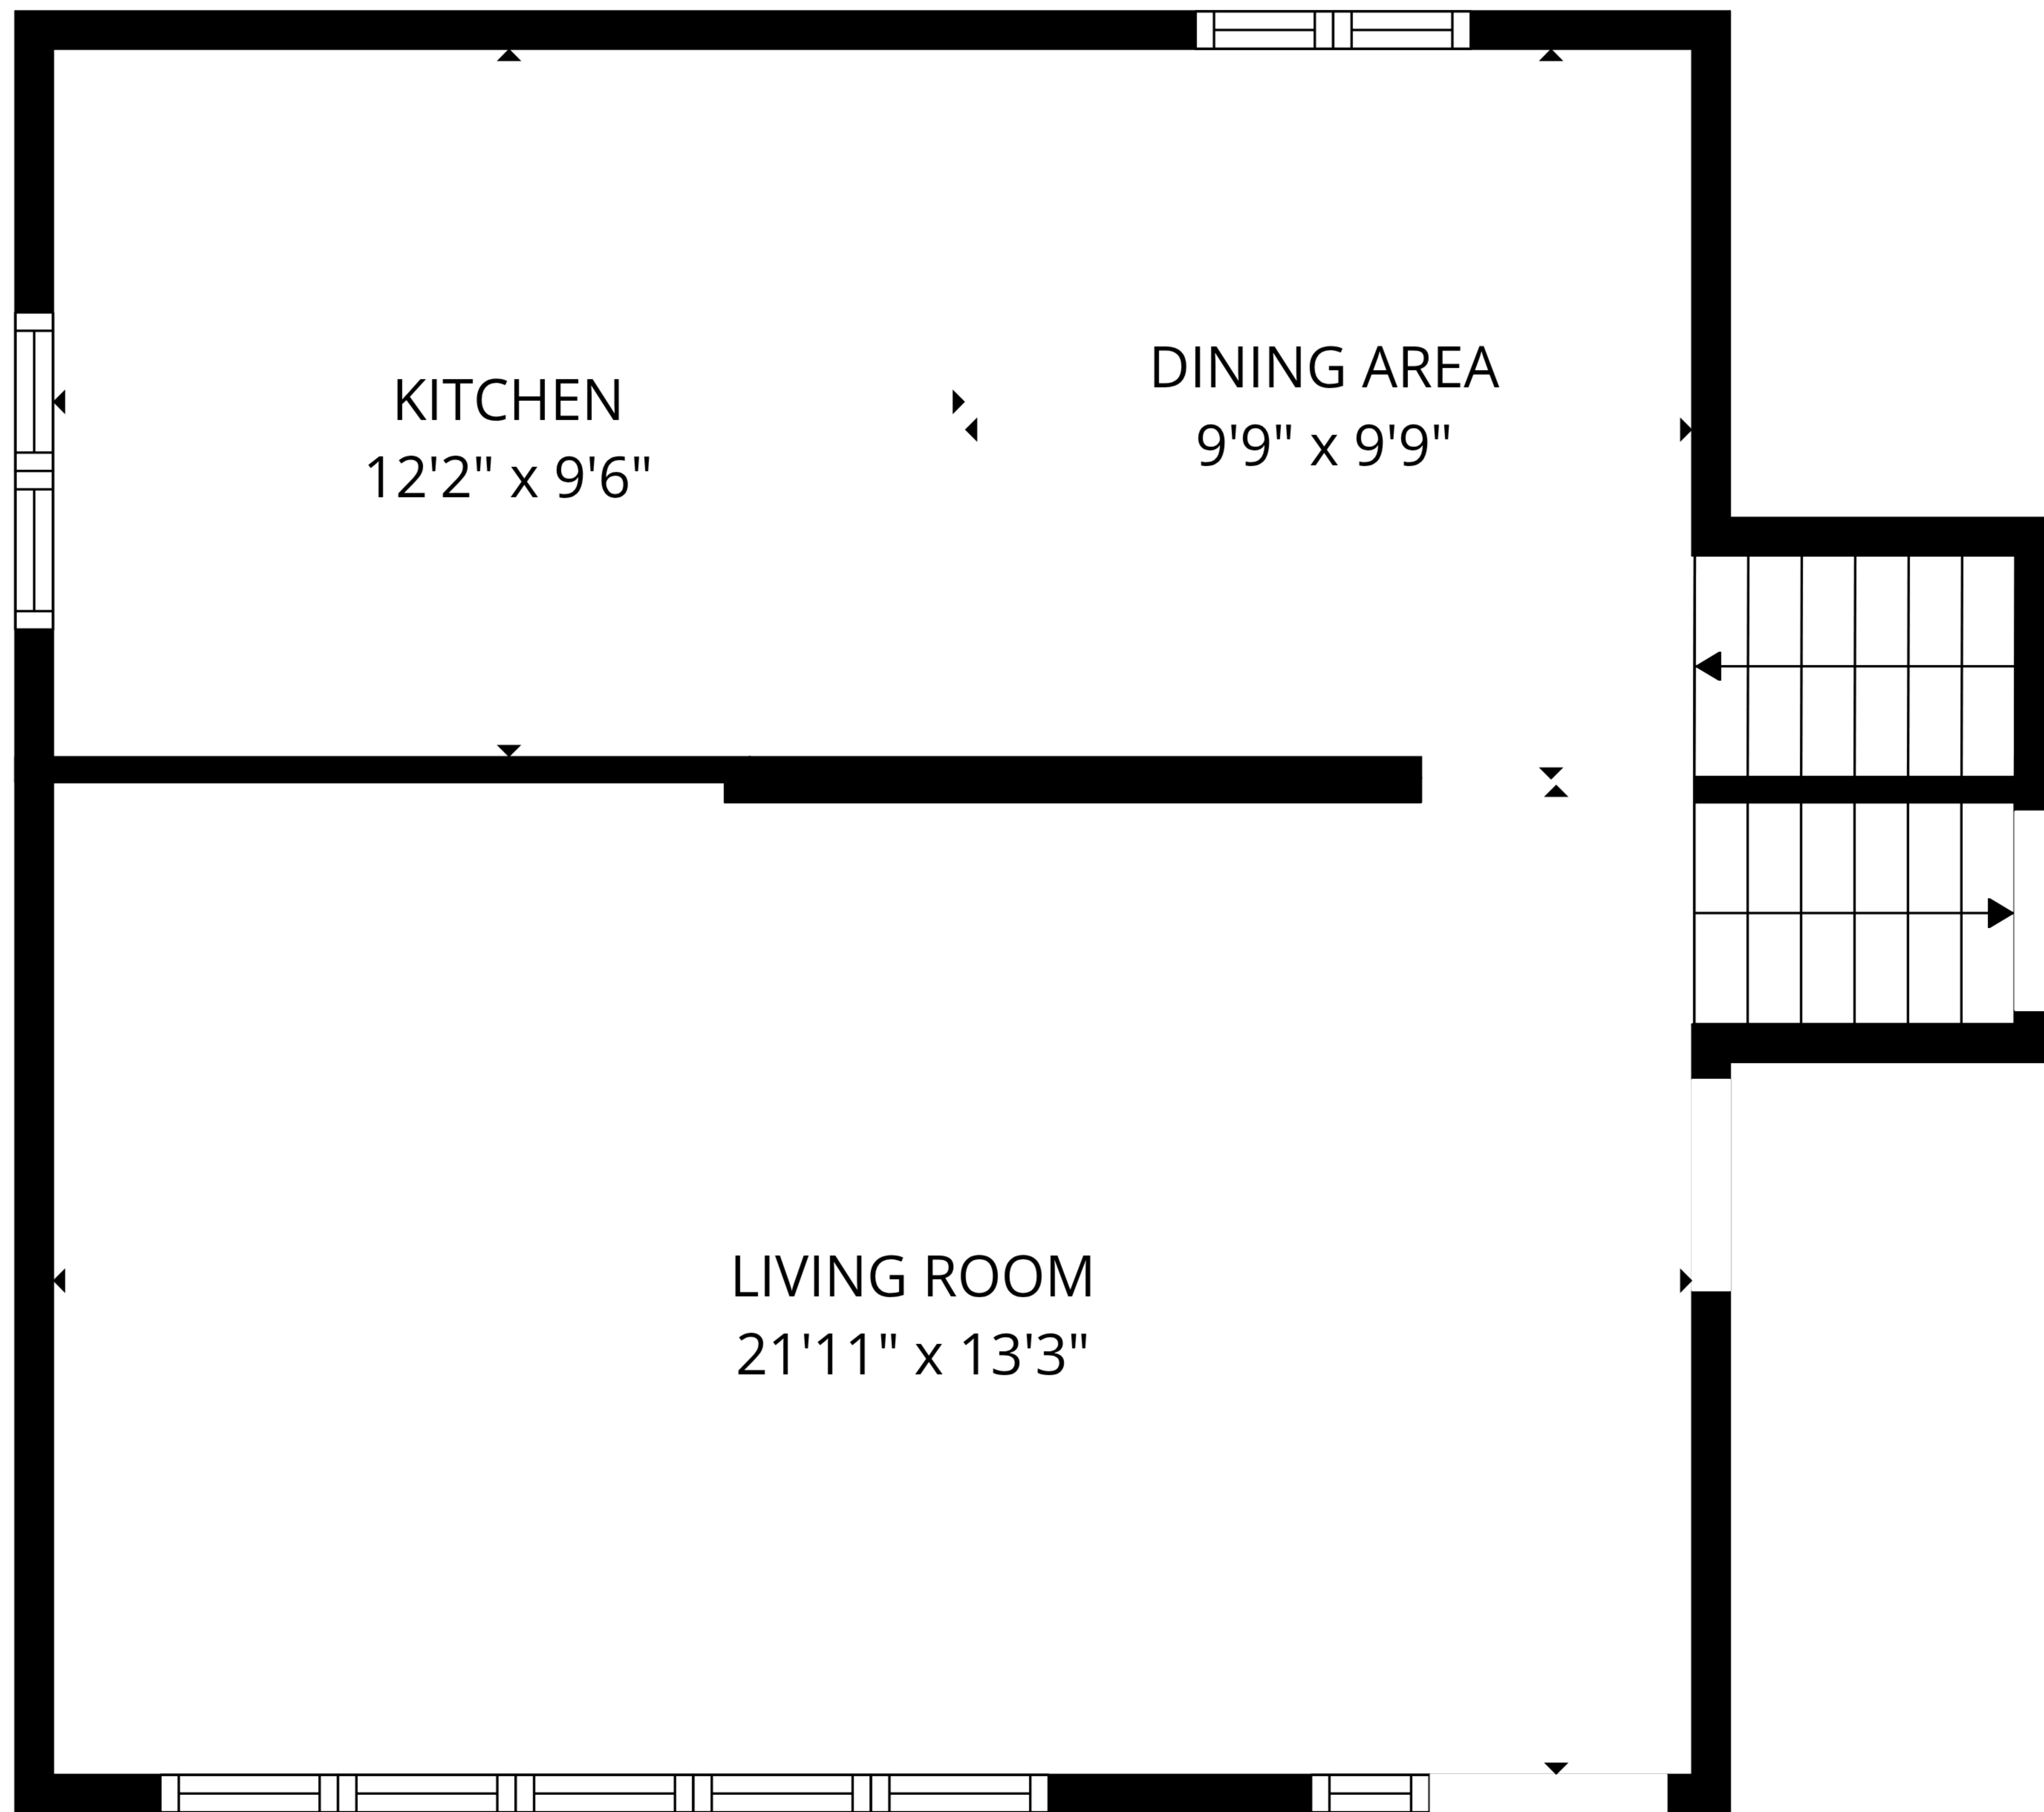 KITCHEN
12'2" x 9'6"
DINING AREA
9'9" x 9'9"
LIVING ROOM
21'11" x 13'3"